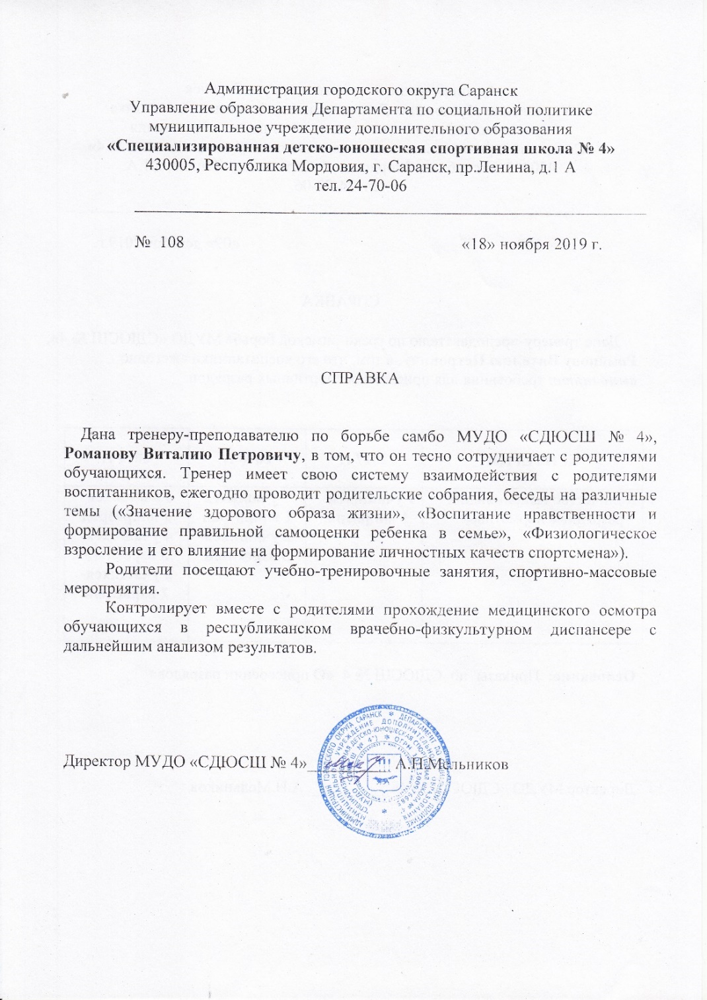 Администрация городского округа Саранск
Управление образования Департамента по социальной политике
муниципальное учреждение дополнительного образования
«Специализированная детско-юношеская спортивная школа № 4»
430005, Республика Мордовия, г. Саранск, пр.Ленина, д.1 А
тел. 24-70-06
№ 108 «18» ноября 2019 г.
СПРАВКА
Дана тренеру-преподавателю по борьбе самбо МУДО «СДЮСШ № 4»,
Романову Виталию Петровичу, в том, что он тесно сотрудничает с родителями
обучающихся. Тренер имеет свою систему взаимодействия с родителями
воспитанников, ежегодно проводит родительские собрания, беседы на различные
темы («Значение здорового образа жизни», «Воспитание нравственности и
формирование правильной самооценки ребенка в семье», «Физиологическое
взросление и его влияние на формирование личностных качеств спортсмена»).
Родители посещают учебно-тренировочные занятия, спортивно-массовые
мероприятия.
Контролирует вместе с родителями прохождение медицинского осмотра
обучающихся в республиканском врачебно-физкультурном диспансере с
дальнейшим анализом результатов.
Директор МУДО «СДЮСШ № 4»__________ А.Н.Мельников